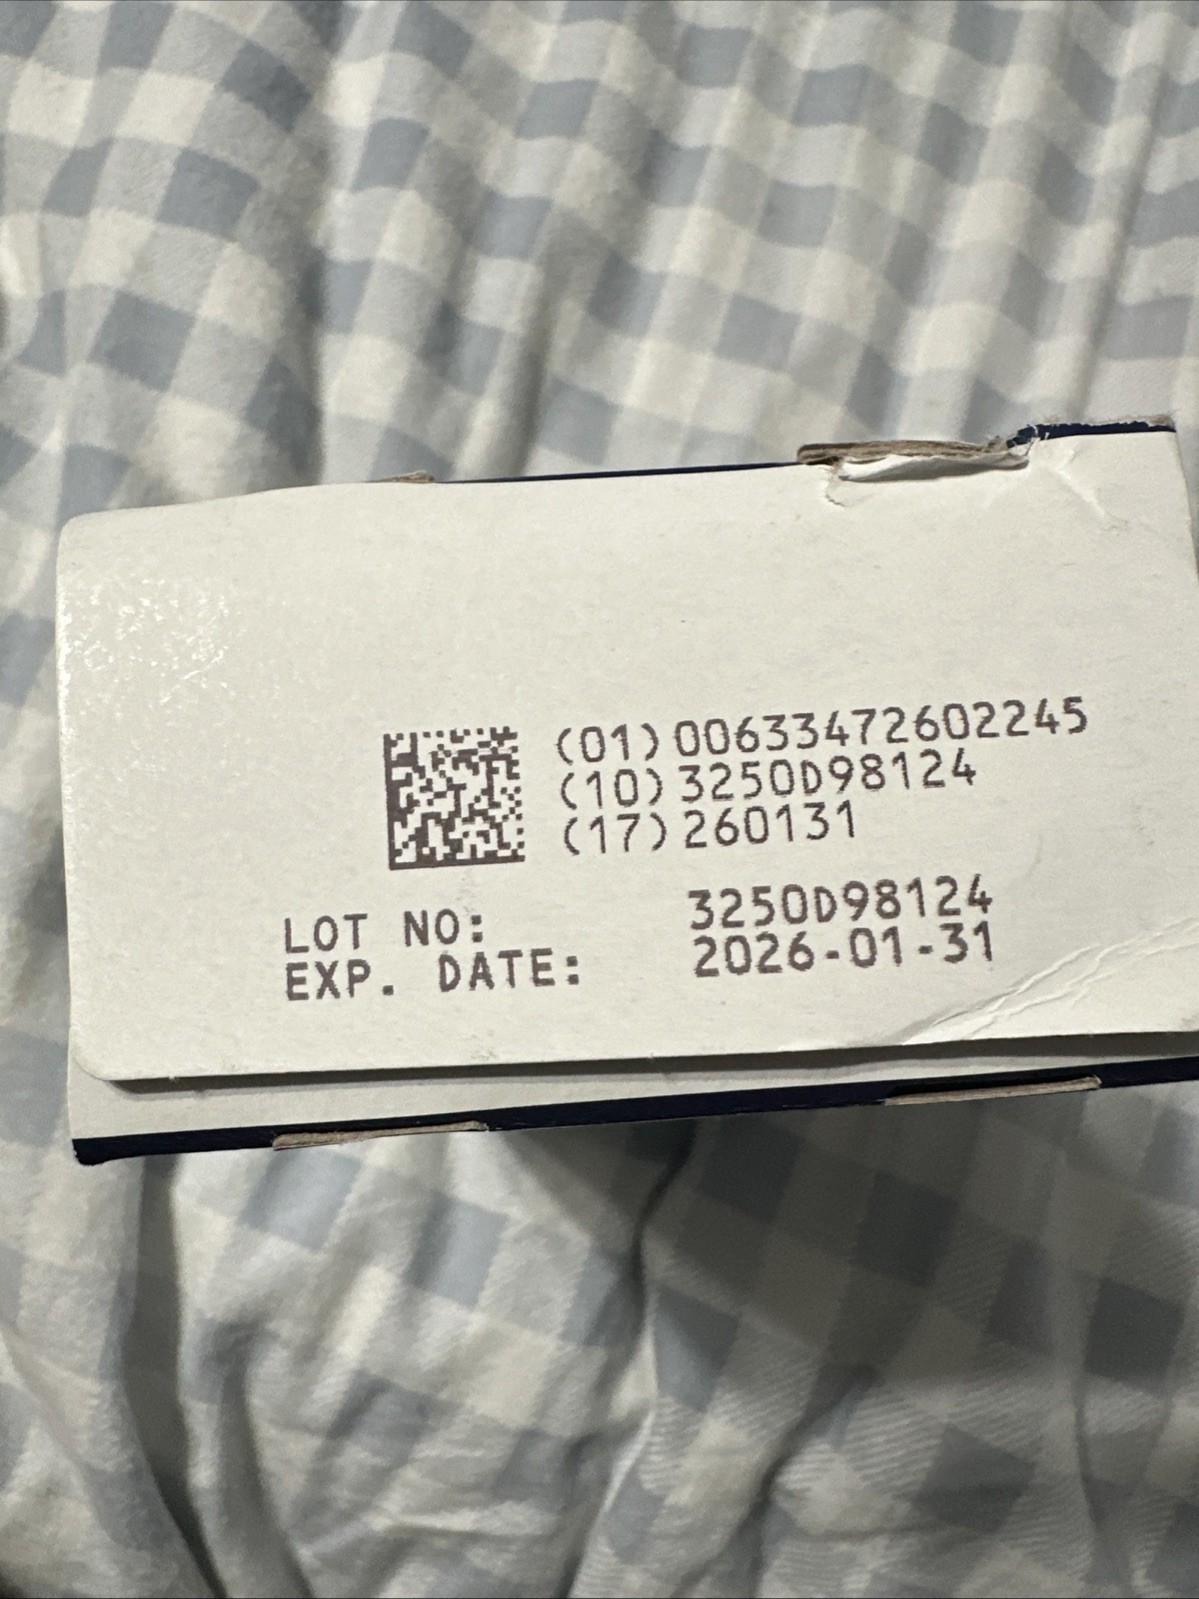 (01)00633472602245
(10)3250D98124
(17)260131
LOT NO: 3250D98124
EXP. DATE: 2026-01-31